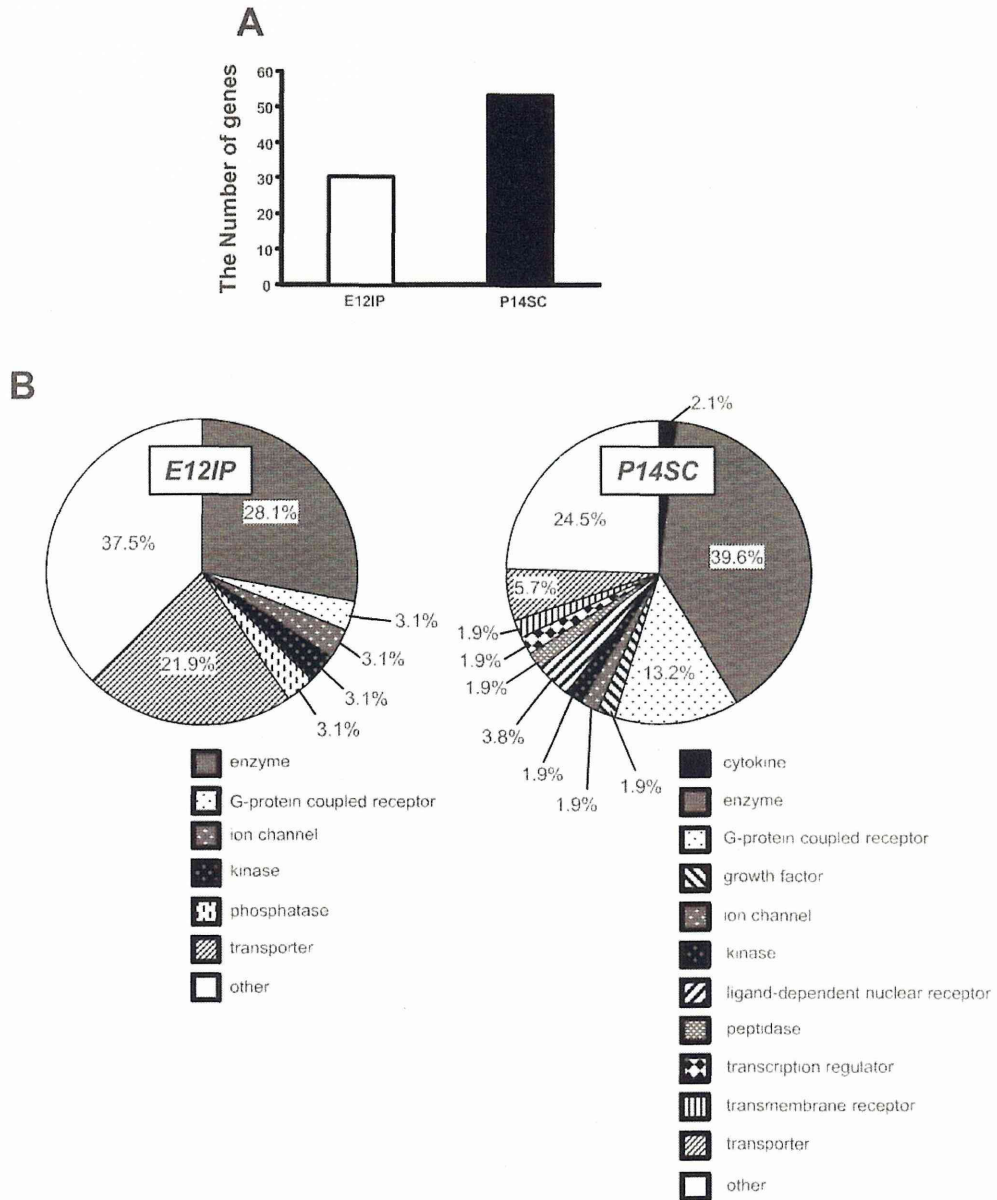 A
The Number of genes
60
50
40
30
20
10
0
E12IP
P14SC
B
E12IP
28.1%
37.5%
3.1%
3.1%
3.1%
3.1%
21.9%
enzyme
G-protein coupled receptor
ion channel
kinase
phosphatase
transporter
other
P14SC
2.1%
24.5%
39.6%
5.7%
1.9%
1.9%
1.9%
3.8%
1.9%
1.9%
1.9%
13.2%
cytokine
enzyme
G-protein coupled receptor
growth factor
ion channel
kinase
ligand-dependent nuclear receptor
peptidase
transcription regulator
transmembrane receptor
transporter
other